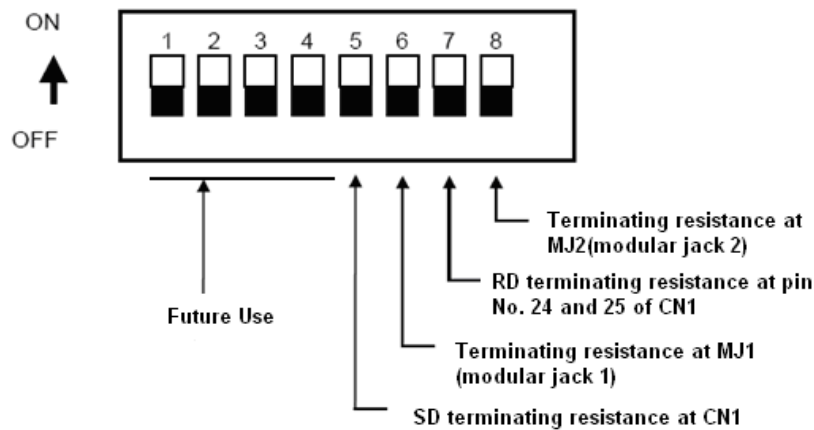 ON
1 2 3 4 5 6 7 8
OFF
Terminating resistance at
MJ2(modular jack 2)
RD terminating resistance at pin
No. 24 and 25 of CN1
Future Use
Terminating resistance at MJ1
(modular jack 1)
SD terminating resistance at CN1